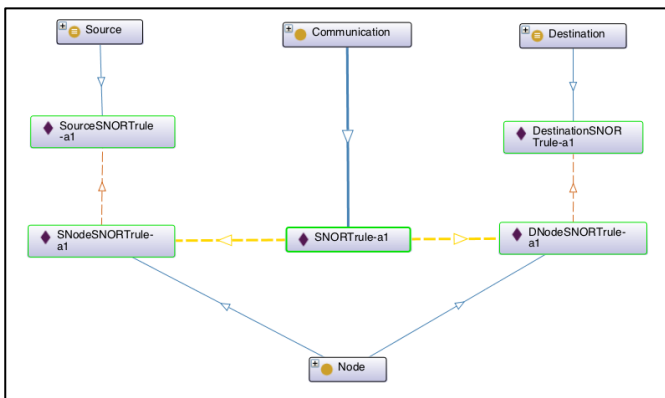 Source
Communication
Destination
SourceSNORTrule
-a1
DestinationSNOR
Trule-a1
SNodeSNORTrule-
a1
SNORTrule-a1
DNodeSNORTrule-
a1
Node